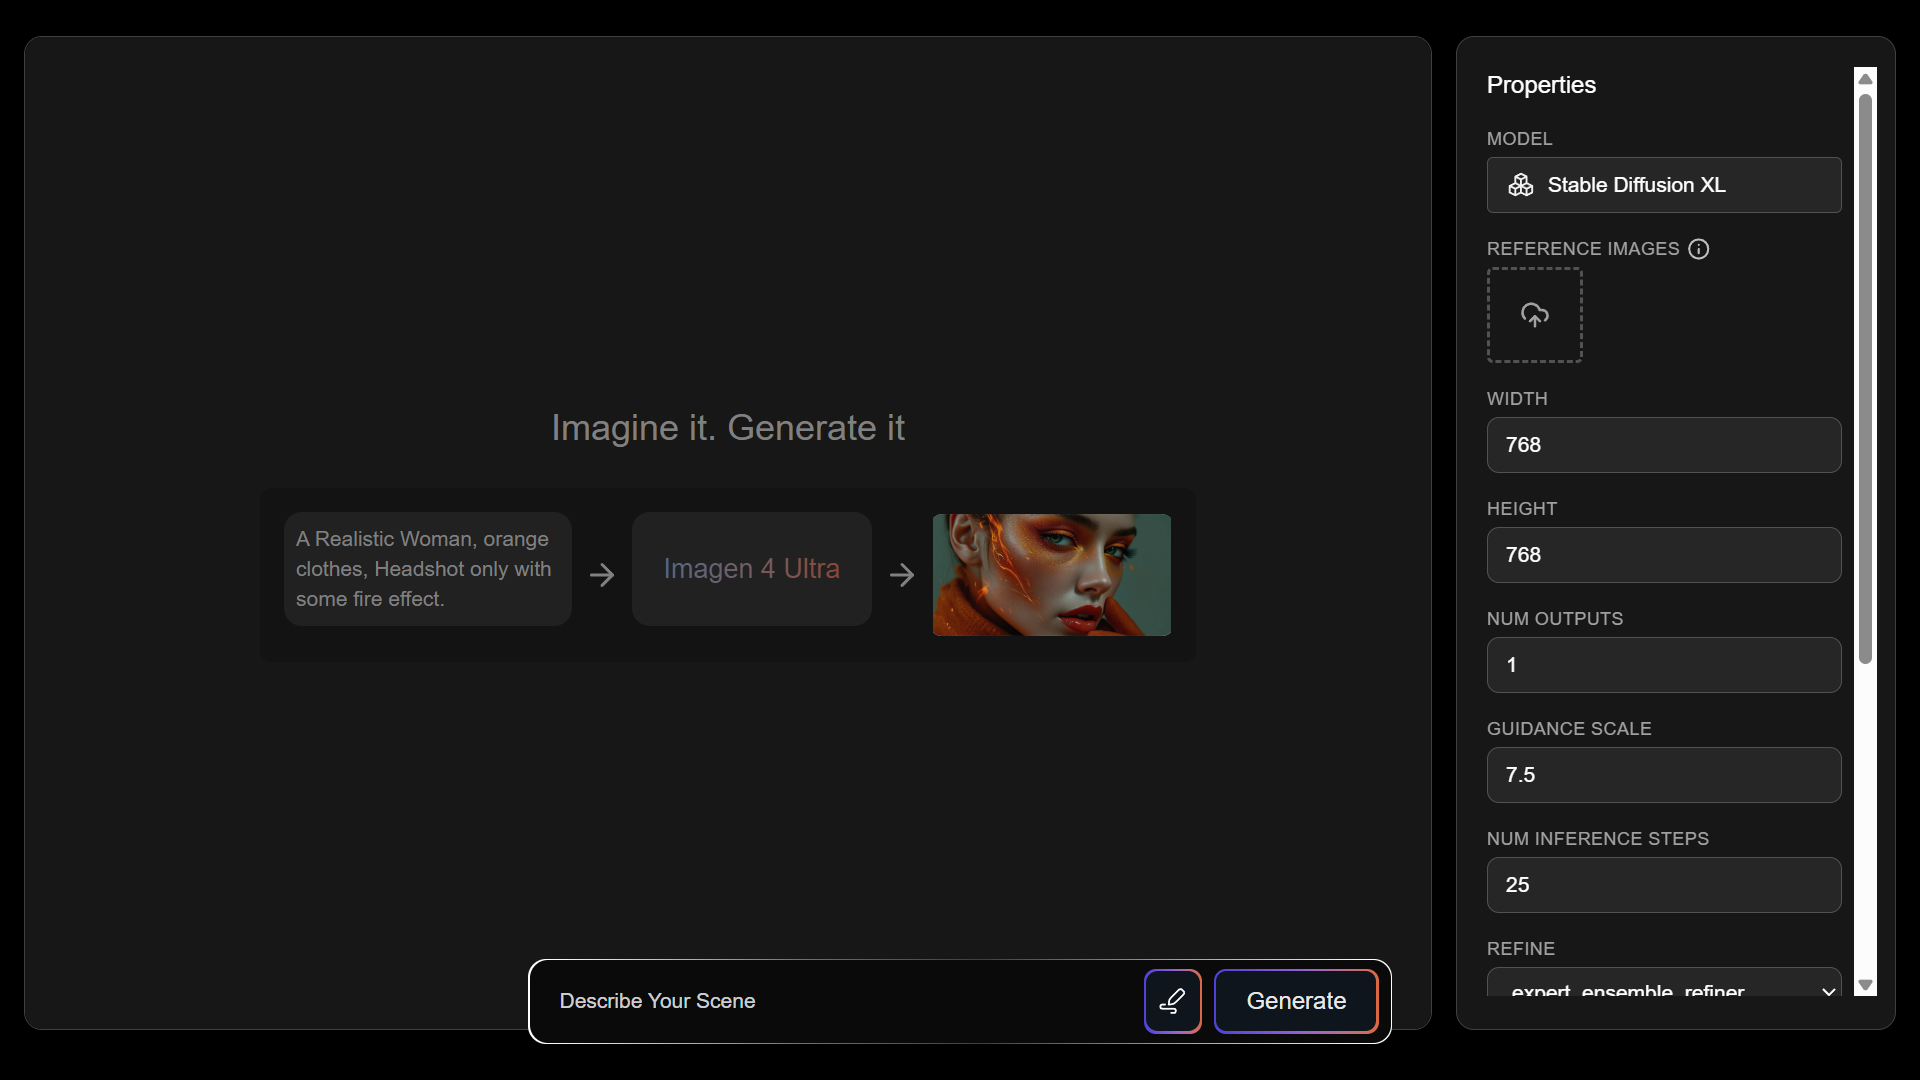 Imagine it. Generate it
A Realistic Woman, orange
clothes, Headshot only with
some fire effect.
Imagen 4 Ultra
Describe Your Scene
Generate
Properties
MODEL
Stable Diffusion XL
REFERENCE IMAGES
WIDTH
768
HEIGHT
768
NUM OUTPUTS
1
GUIDANCE SCALE
7.5
NUM INFERENCE STEPS
25
REFINE
expert_ensemble_refiner